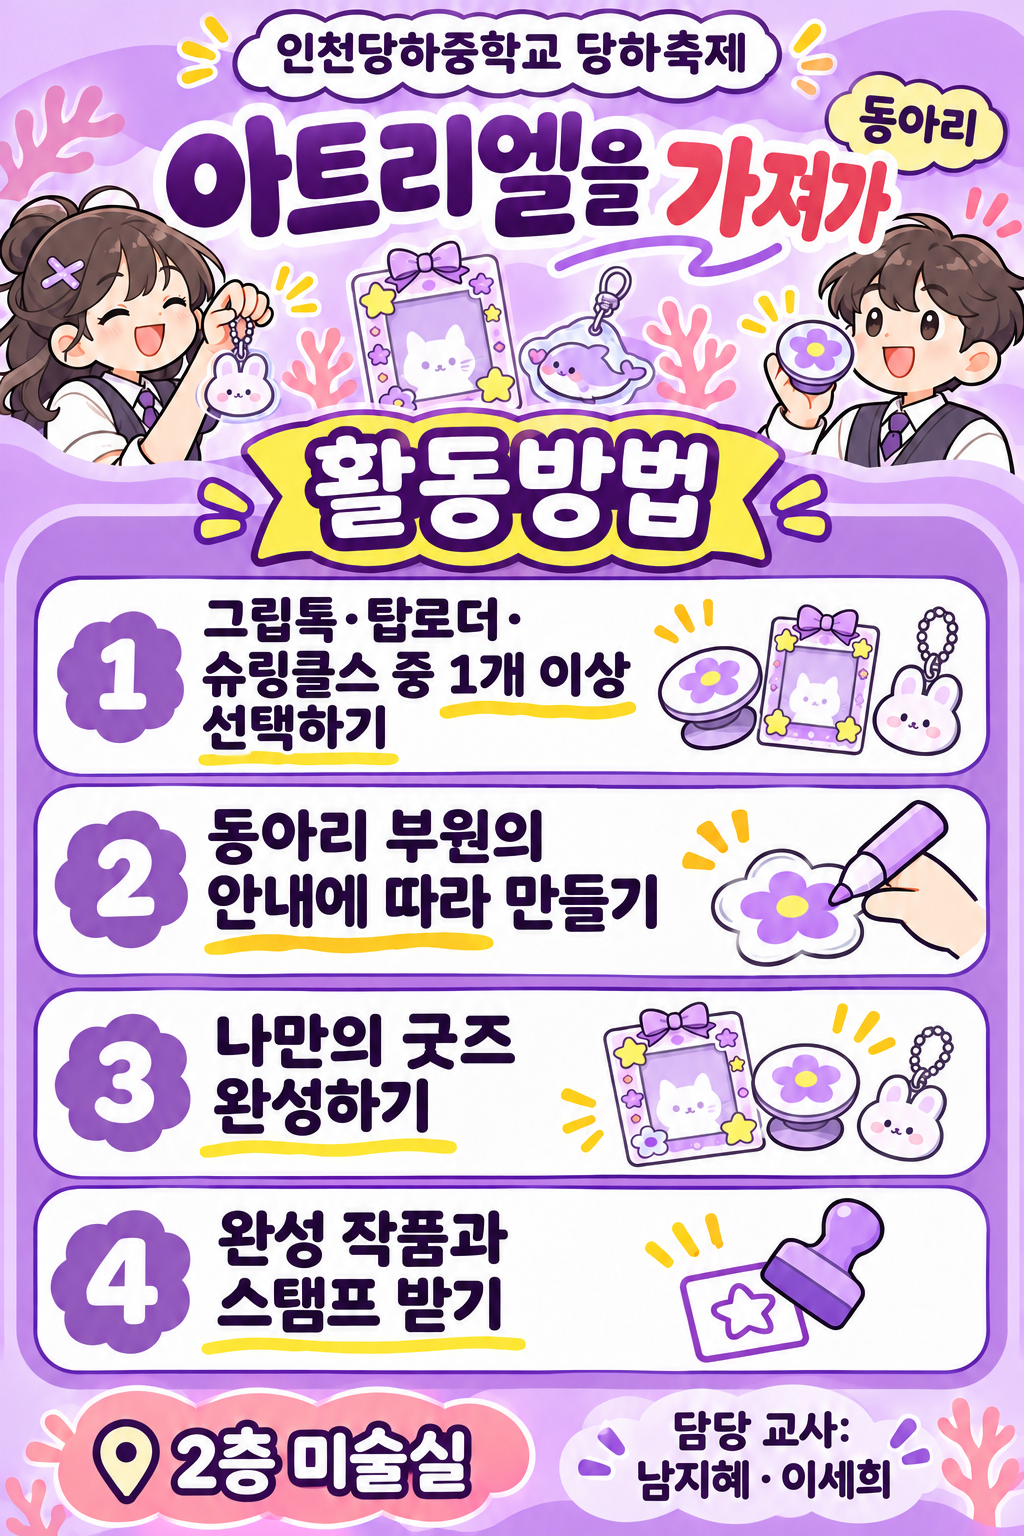 인천당하중학교 당하축제
동아리
아트리엘을 가져가
활동방법
1
그립톡·탑로더·
슈링클스 중 1개 이상
선택하기
2
동아리 부원의
안내에 따라 만들기
3
나만의 굿즈
완성하기
4
완성 작품과
스탬프 받기
2층 미술실
담당 교사:
남지혜·이세희